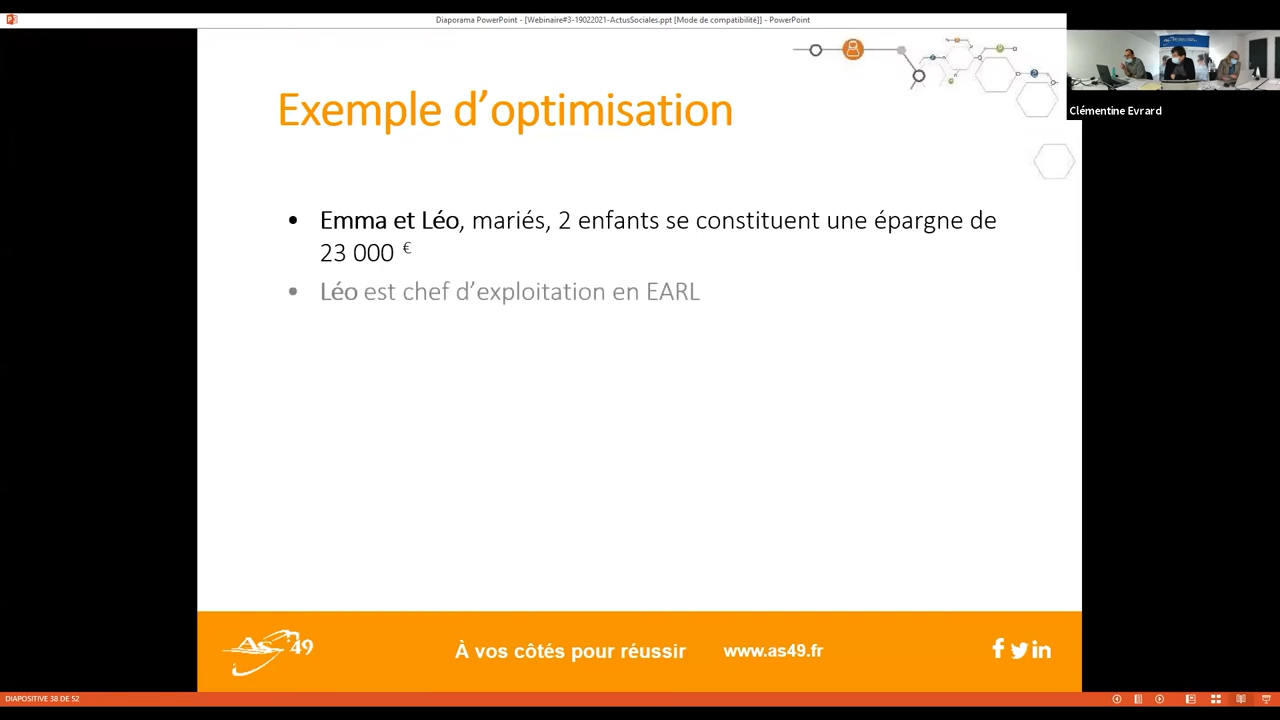 Diaporama PowerPoint - [Webinaire#3-19022021-ActusSociales.ppt [Mode de compatibilité]] - PowerPoint
Clémentine Evrard
Exemple d’optimisation
• Emma et Léo, mariés, 2 enfants se constituent une épargne de
23 000 €
• Léo est chef d’exploitation en EARL
As 49
À vos côtés pour réussir
www.as49.fr
DIAPOSITIVE 38 DE 52